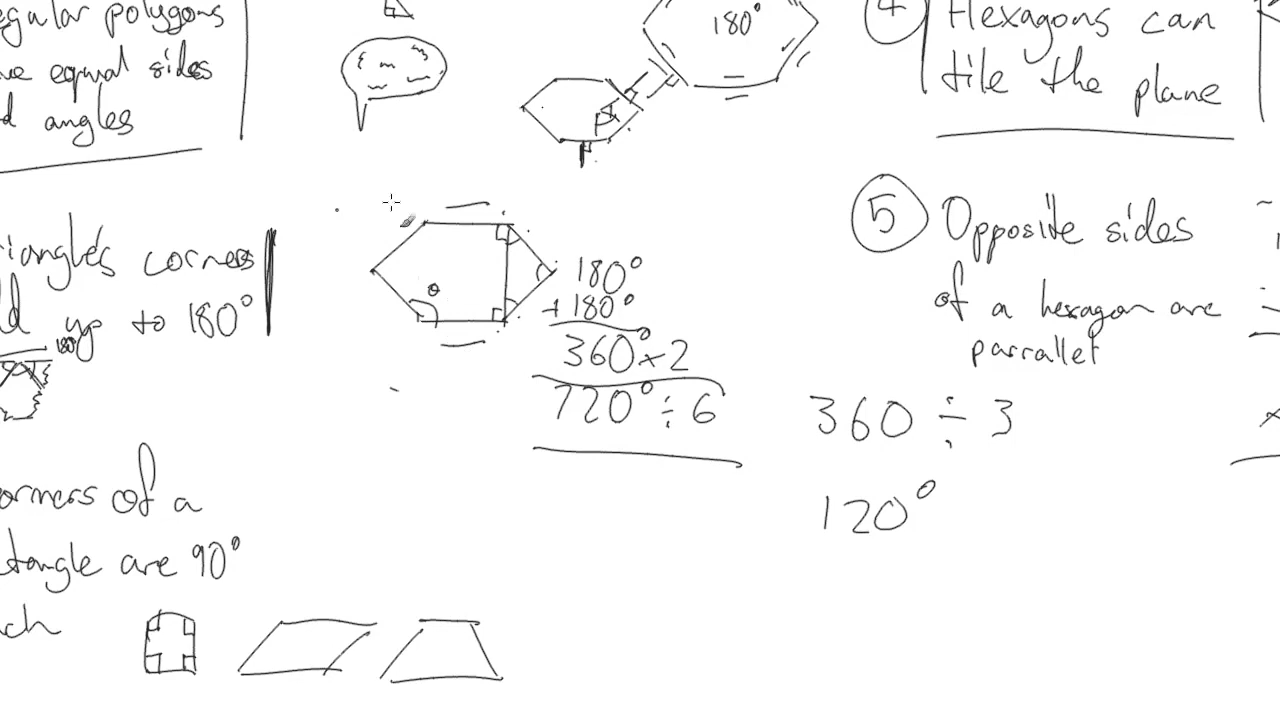 egular polygons
ve equal sides
d angles
180°
4
Hexagons can
tile the plane
riangles corners
ld up to 180°
180
θ
180°
+ 180°
360° × 2
720° ÷ 6
5
Opposite sides
of a hexagon are
parrallel
360 ÷ 3
120°
orners of a
tangle are 90°
ch